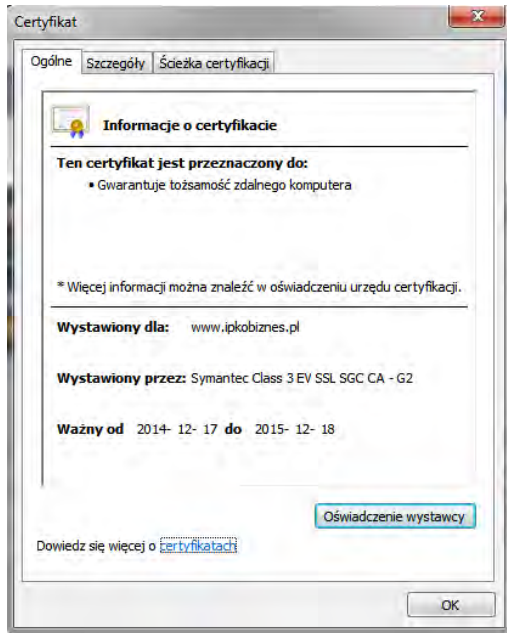 Certyfikat
Ogólne Szczegóły Ścieżka certyfikacji
Informacje o certyfikacie
Ten certyfikat jest przeznaczony do:
• Gwarantuje tożsamość zdalnego komputera
* Więcej informacji można znaleźć w oświadczeniu urzędu certyfikacji.
Wystawiony dla: www.ipkobiznes.pl
Wystawiony przez: Symantec Class 3 EV SSL SGC CA - G2
Ważny od 2014- 12- 17 do 2015- 12- 18
Oświadczenie wystawcy
Dowiedz się więcej o certyfikatach
OK